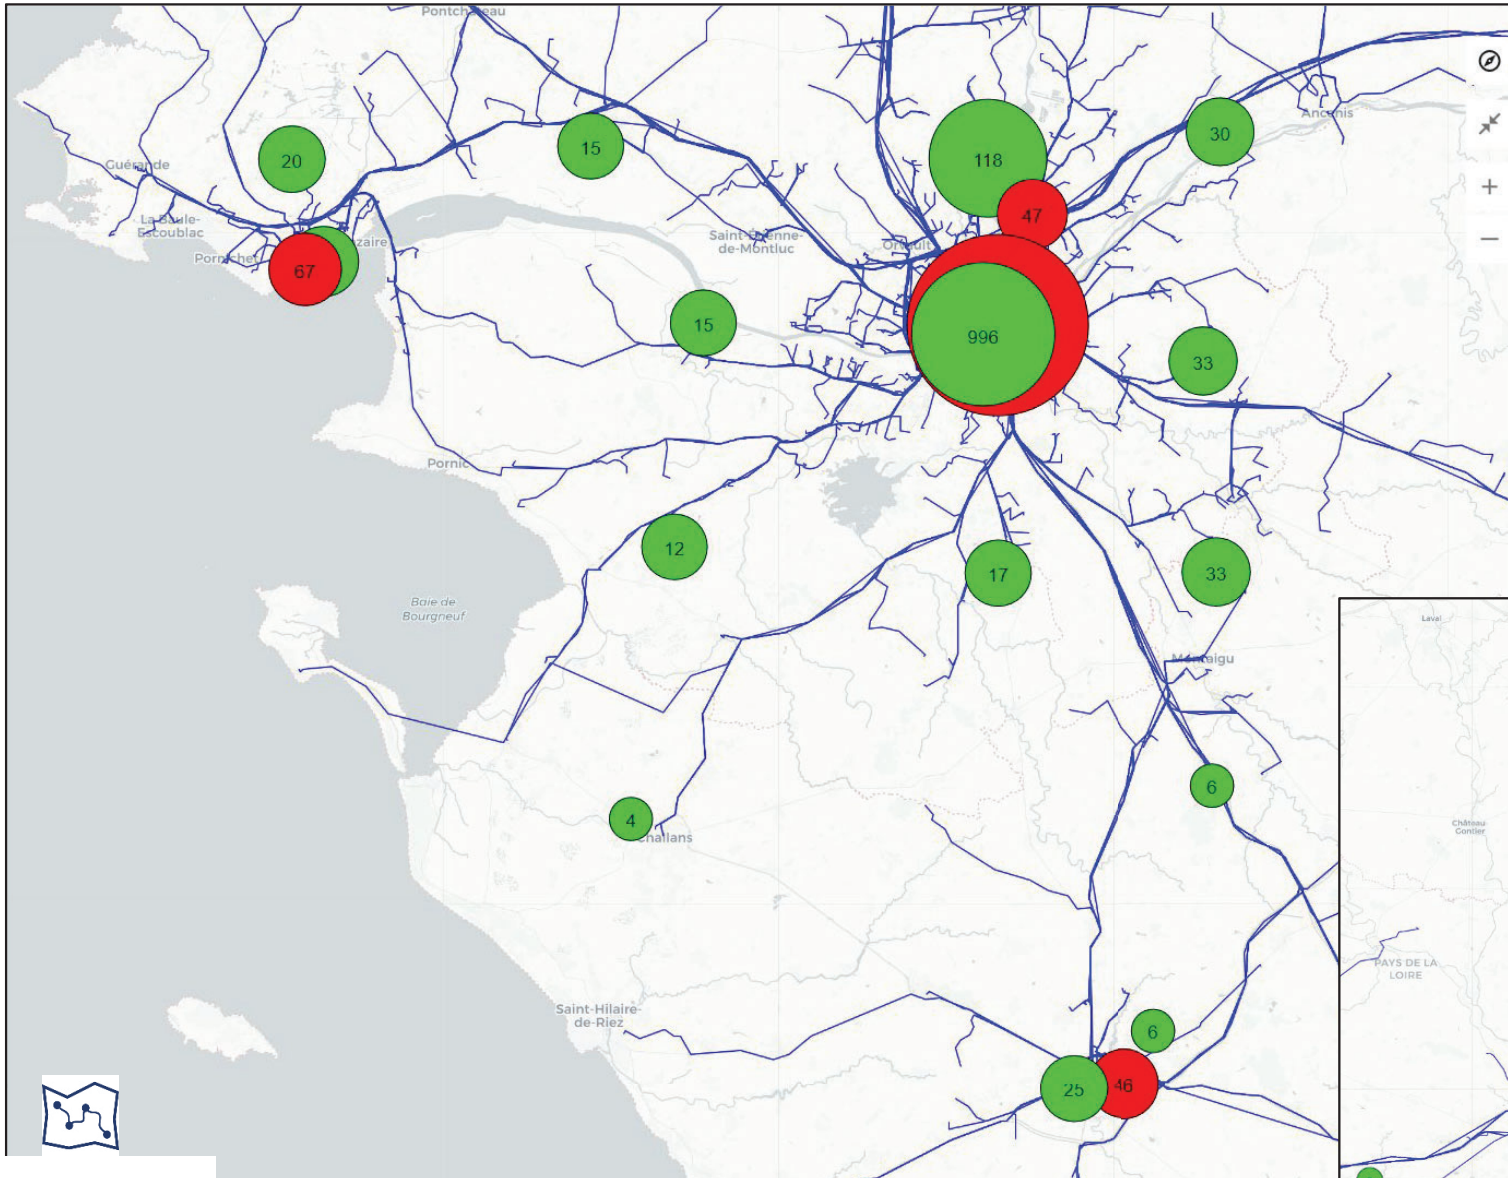 Pontchâteau
Ancenis
118
30
15
20
Guérande
47
La Baule-
Escoublac
Saint-Étienne-
de-Montluc
Orvault
zaire
Pornichet
67
15
996
33
Pornic
12
17
33
Baie de
Bourgneuf
Laval
Montaigu
6
4
Challans
Château-
Gontier
PAYS DE LA
LOIRE
Saint-Hilaire-
de-Riez
6
25
46